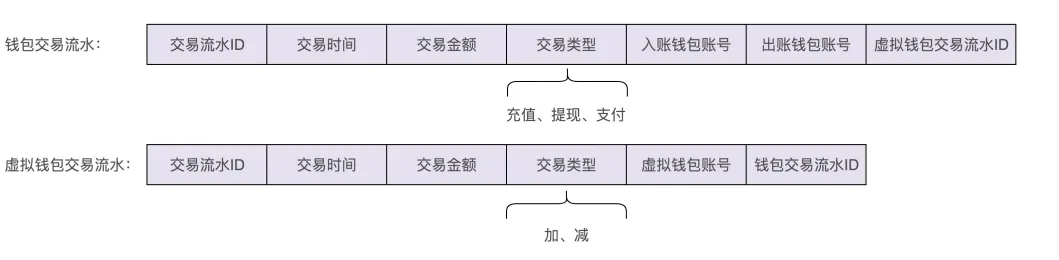 钱包交易流水： 交易流水ID 交易时间 交易金额 交易类型 入账钱包账号 出账钱包账号 虚拟钱包交易流水ID
充值、提现、支付
虚拟钱包交易流水： 交易流水ID 交易时间 交易金额 交易类型 虚拟钱包账号 钱包交易流水ID
加、减